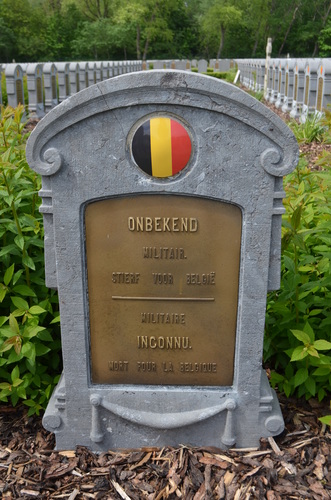 ONBEKEND
MILITAIR.
STIERF VOOR BELGIË
MILITAIRE
INCONNU.
MORT POUR LA BELGIQUE